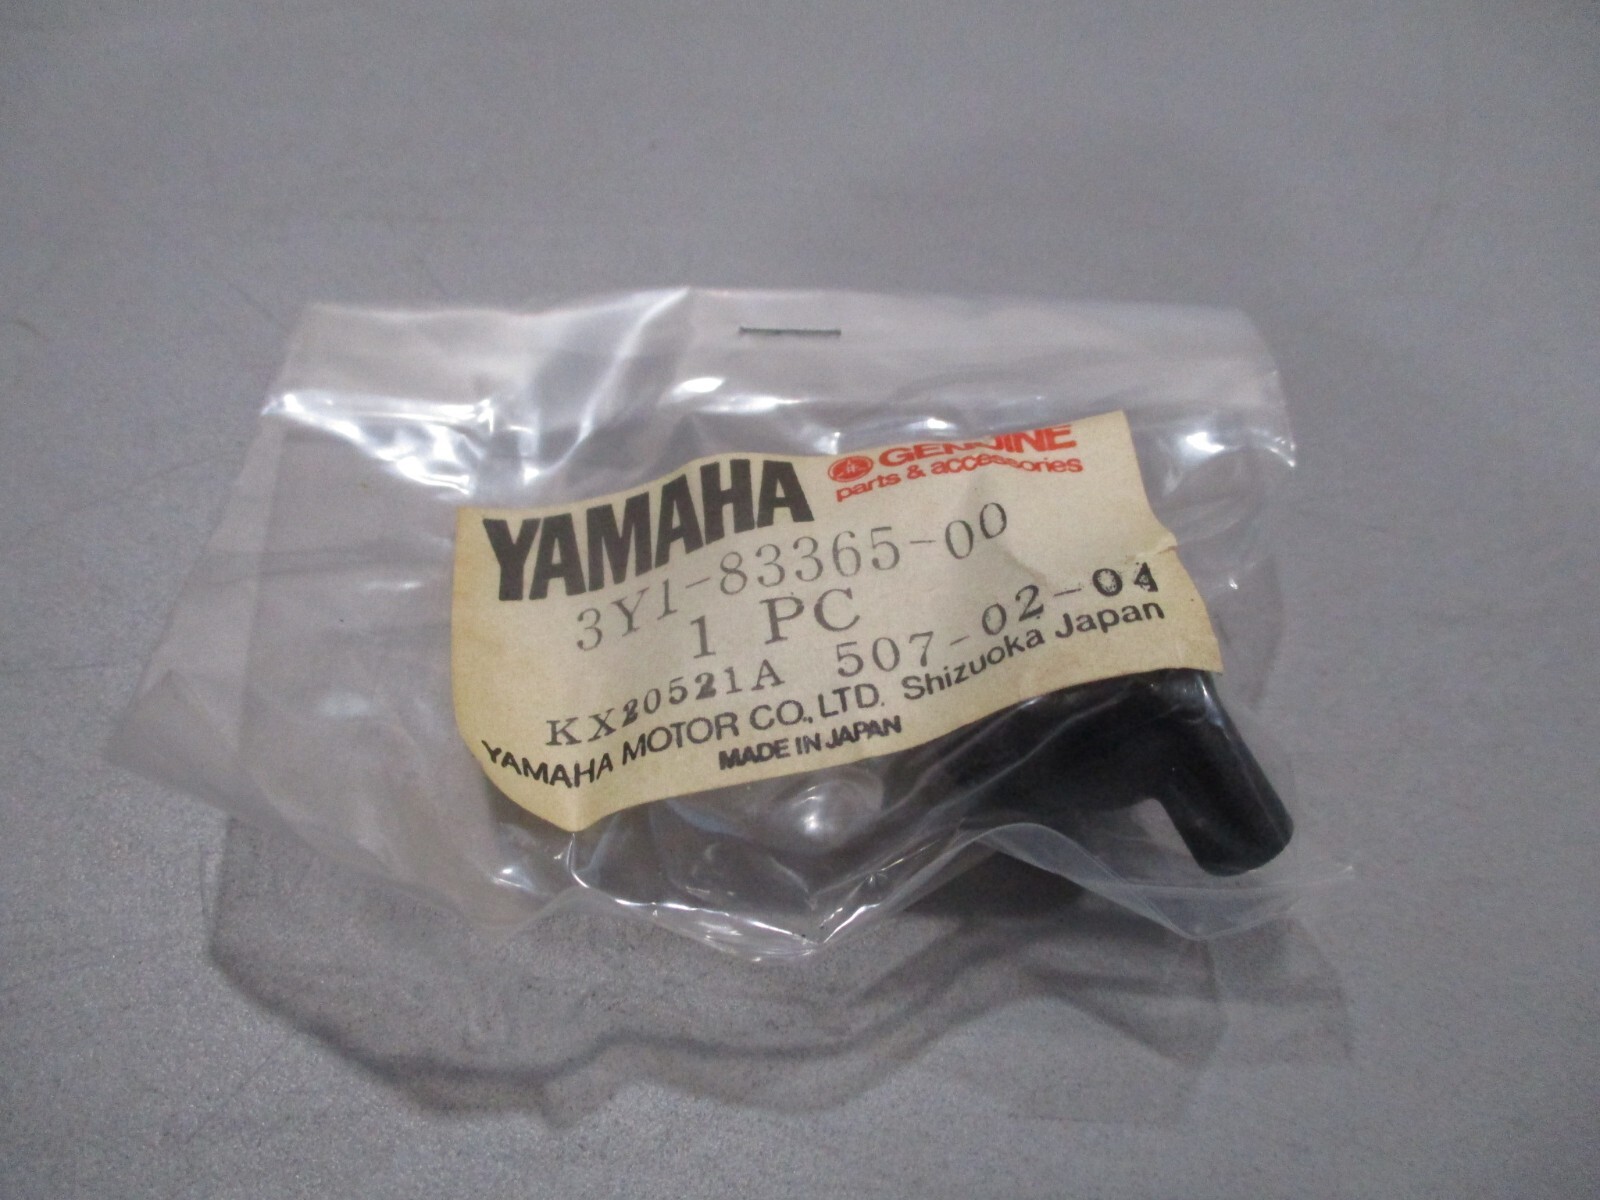 YAMAHA GENUINE
parts & accessories
3Y1-83365-00
1 PC
KX20521A 507-02-04
YAMAHA MOTOR CO., LTD. Shizuoka Japan
MADE IN JAPAN